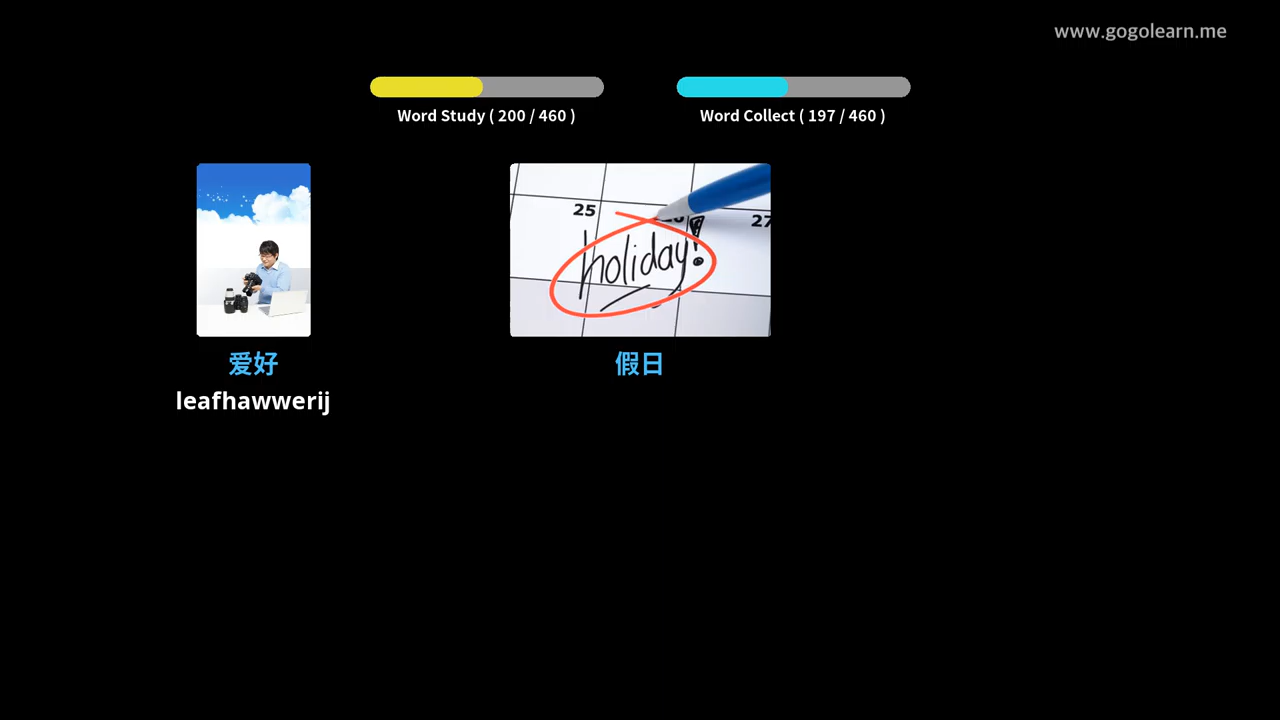 www.gogolearn.me
Word Study ( 200 / 460 )
Word Collect ( 197 / 460 )
25
27
holiday!
爱好
假日
leafhawwerij